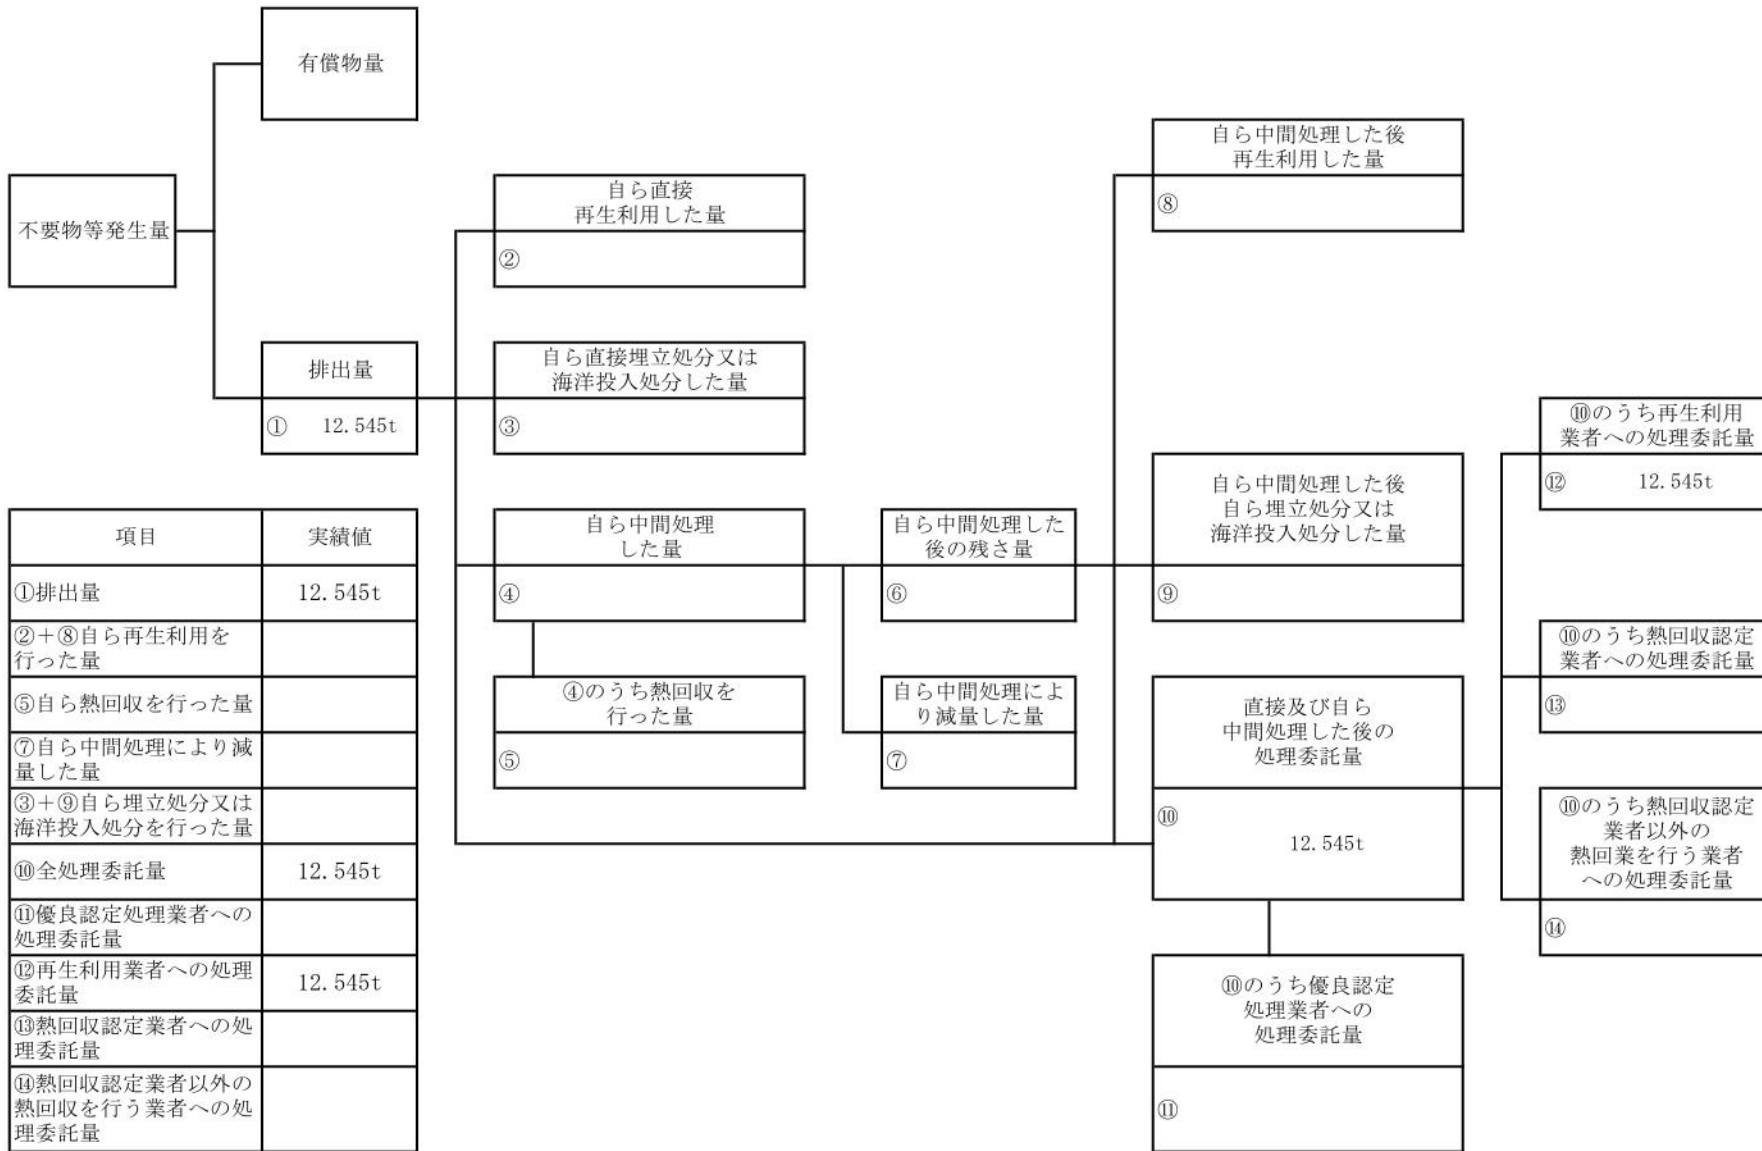 有償物量
不要物等発生量
排出量
① 12.545t
自ら直接
再生利用した量
②
自ら直接埋立処分又は
海洋投入処分した量
③
自ら中間処理
した量
④
④のうち熱回収を
行った量
⑤
自ら中間処理した
後の残さ量
⑥
自ら中間処理によ
り減量した量
⑦
自ら中間処理した後
再生利用した量
⑧
自ら中間処理した後
自ら埋立処分又は
海洋投入処分した量
⑨
直接及び自ら
中間処理した後の
処理委託量
⑩
12.545t
⑩のうち優良認定
処理業者への
処理委託量
⑪
⑩のうち再生利用
業者への処理委託量
⑫ 12.545t
⑩のうち熱回収認定
業者への処理委託量
⑬
⑩のうち熱回収認定
業者以外の
熱回業を行う業者
への処理委託量
⑭
項目 実績値
①排出量 12.545t
②+⑧自ら再生利用を
行った量
⑤自ら熱回収を行った量
⑦自ら中間処理により減
量した量
③+⑨自ら埋立処分又は
海洋投入処分を行った量
⑩全処理委託量 12.545t
⑪優良認定処理業者への
処理委託量
⑫再生利用業者への処理
委託量 12.545t
⑬熱回収認定業者への処
理委託量
⑭熱回収認定業者以外の
熱回収を行う業者への処
理委託量